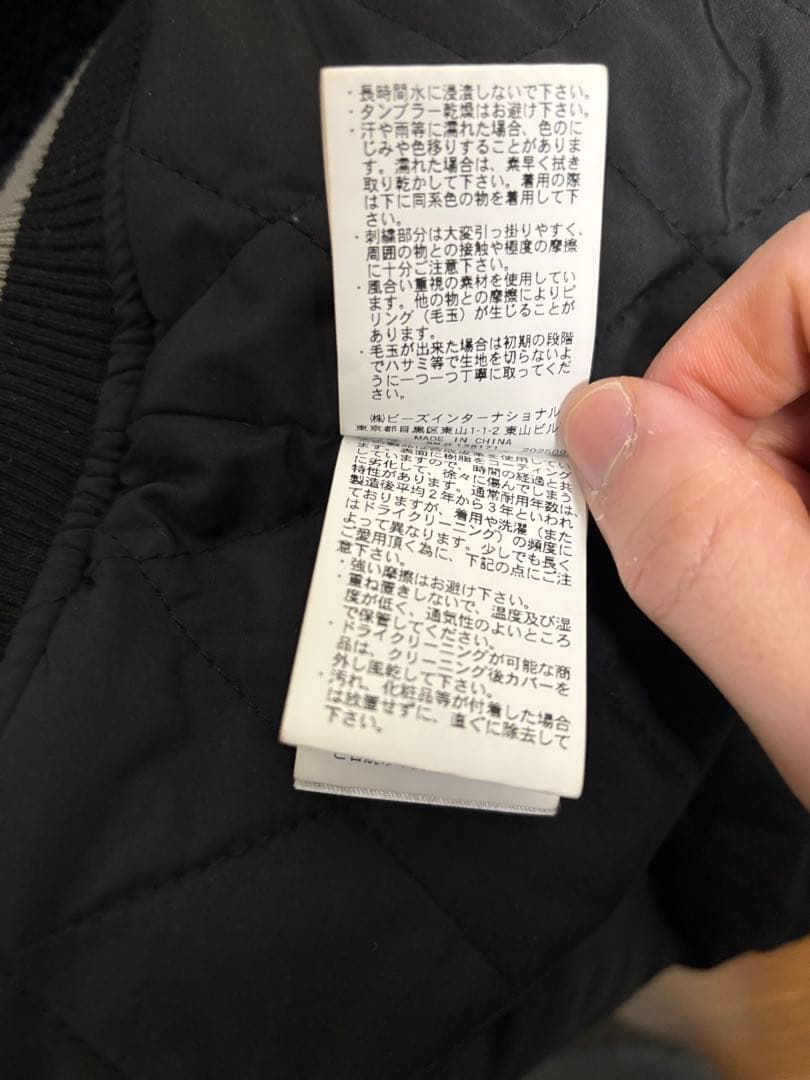 ・長時間水に浸漬しないで下さい。
・タンブラー乾燥はお避け下さい。
・汗や雨等に濡れた場合、色のに
じみや色移りすることがありま
す。濡れた場合は、素早く拭き
取り乾かして下さい。着用の際
は下に同系色の物を着用して下
さい。
・刺繍部分は大変引っ掛りやすく、
周囲の物との接触や極度の摩擦
に十分ご注意下さい。
・風合い重視の素材を使用してい
ます。他の物との摩擦によりピ
リング（毛玉）が生じることが
あります。
・毛玉が出来た場合は初期の段階
でハサミ等で生地を切らないよ
うに一つ一つ丁寧に取ってくだ
さい。
㈱ビーズインターナショナル
東京都目黒区東山1-1-2 東山ビル
MADE IN CHINA
202509
を使用してい
ます。表面に樹脂をコーティング
していますので、時間の経過と共
に劣化して、徐々に傷んでしまう
特性があります。通常耐用年数は、
製造後平均2年から3年といわれ
ておりますが、着用や洗濯（また
はドライクリーニング）の頻度に
よって異なります。少しでも長く
ご愛用頂く為に、下記の点にご注
意下さい。
・強い摩擦はお避け下さい。
・重ね置きしないで、温度及び湿
度が低く、通気性のよいところ
で保管してください。
・ドライクリーニングが可能な商
品は、クリーニング後カバーを
外し風乾して下さい。
・汚れ、化粧品等が付着した場合
は放置せずに、直ぐに除去して
下さい。